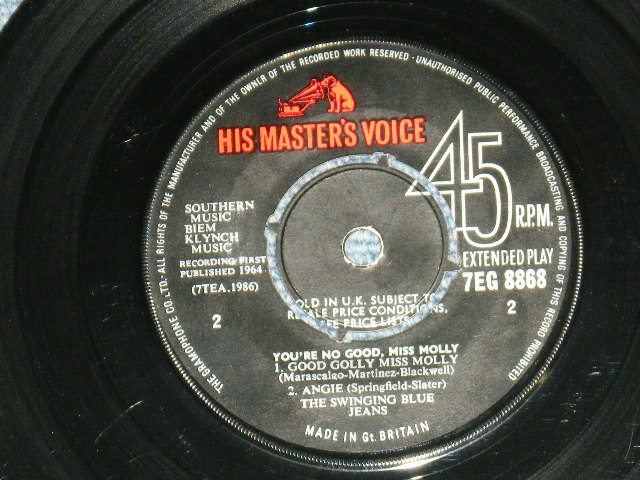 THE GRAMOPHONE CO. LTD. ALL RIGHTS OF THE MANUFACTURER AND OF THE OWNER OF THE RECORDED WORK RESERVED · UNAUTHORISED PUBLIC PERFORMANCE BROADCASTING AND COPYING OF THIS RECORD PROHIBITED
HIS MASTER'S VOICE
45
R.P.M.
EXTENDED PLAY
7EG 8868
SOUTHERN
MUSIC
BIEM
KLYNCH
MUSIC
RECORDING FIRST
PUBLISHED 1964
(7TEA.1986)
2
2
OLD IN U.K. SUBJECT TO
PRICE CONDITIONS,
PRICE LISTS
YOU'RE NO GOOD, MISS MOLLY
1. GOOD GOLLY MISS MOLLY
(Marascalgo-Martinez-Blackwell)
2. ANGIE (Springfield-Slater)
THE SWINGING BLUE
JEANS
MADE IN Gt. BRITAIN